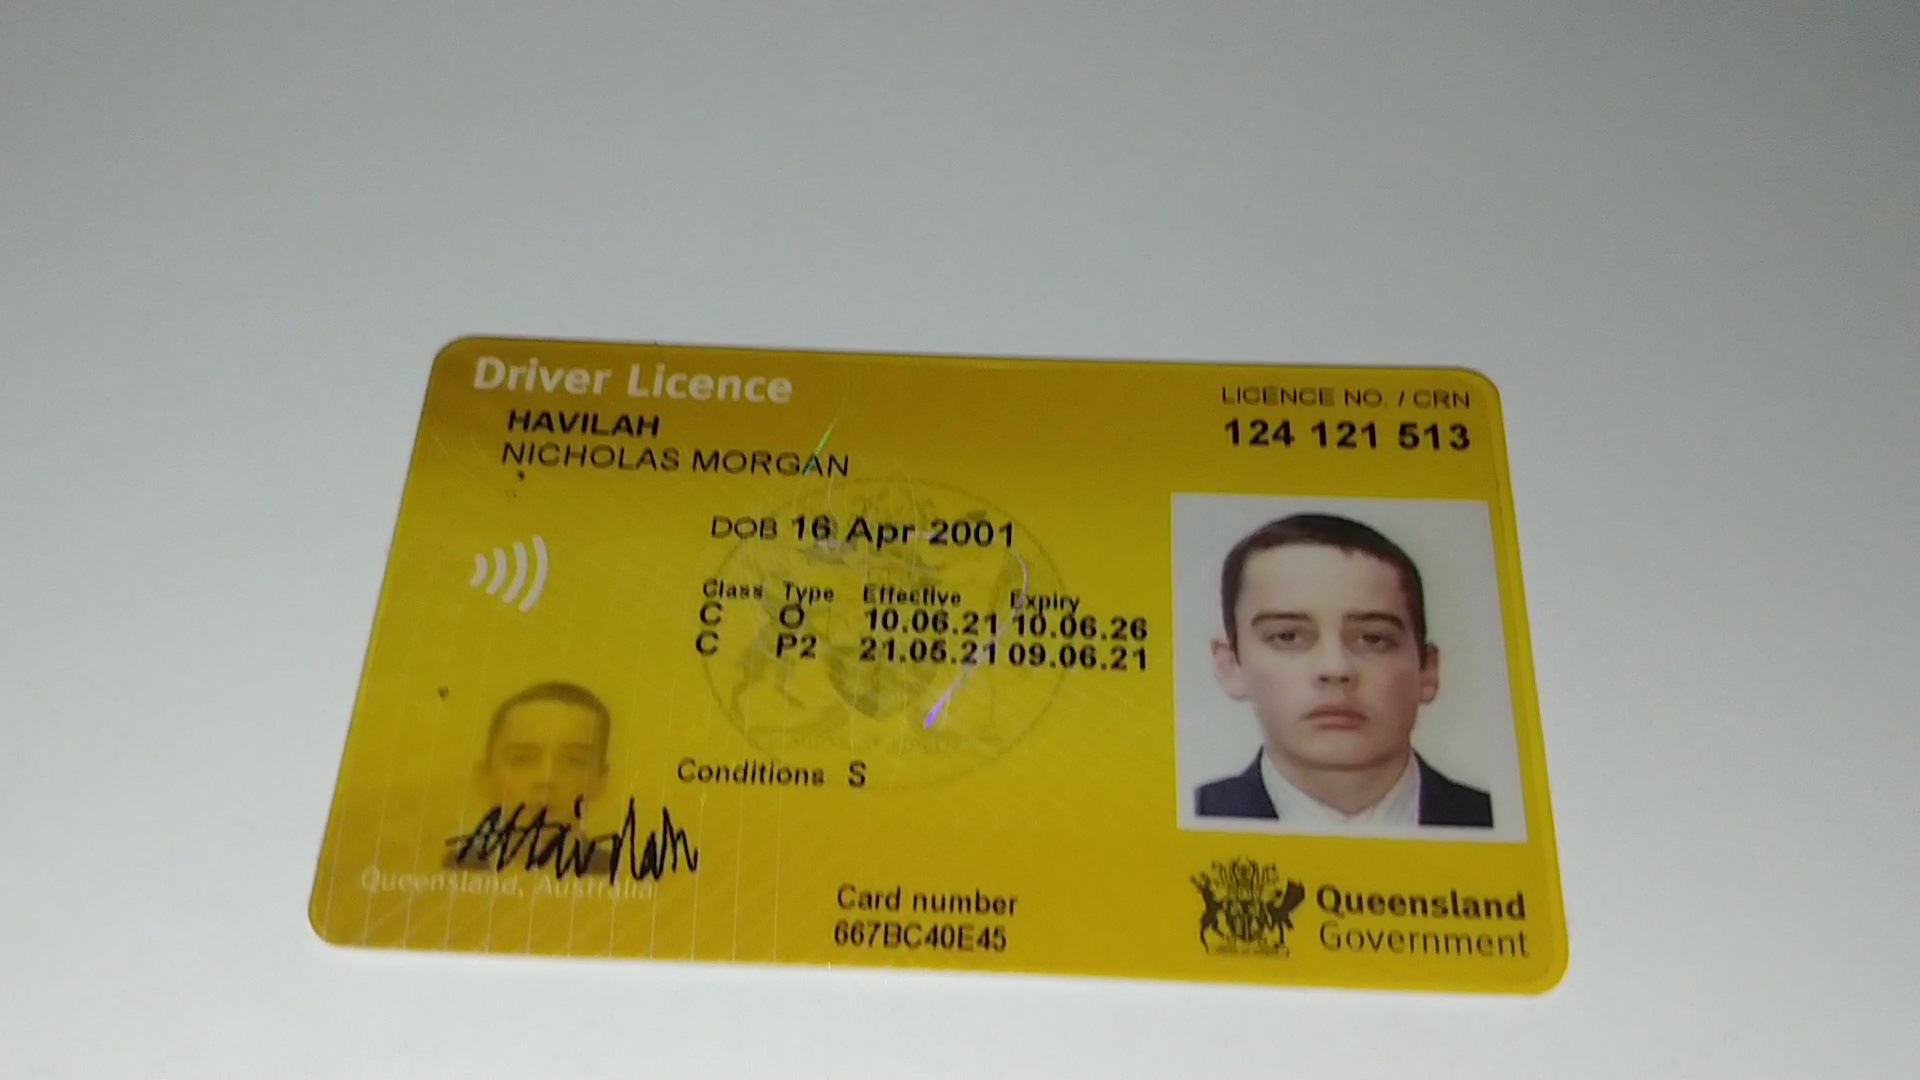 Driver Licence
LICENCE NO. / CRN
HAVILAH
124 121 513
NICHOLAS MORGAN
DOB 16 Apr 2001
Class Type Effective Expiry
C O 10.06.21 10.06.26
C P2 21.05.21 09.06.21
Conditions S
Queensland, Australia
Card number
667BC40E45
Queensland
Government